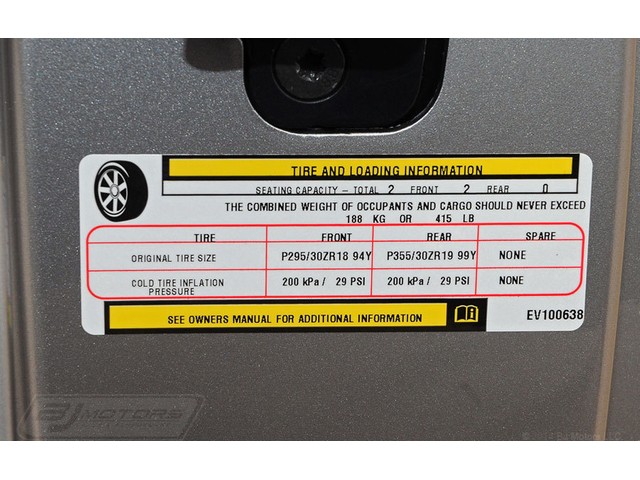 TIRE AND LOADING INFORMATION
SEATING CAPACITY – TOTAL 2 FRONT 2 REAR 0
THE COMBINED WEIGHT OF OCCUPANTS AND CARGO SHOULD NEVER EXCEED
188 KG OR 415 LB
TIRE FRONT REAR SPARE
ORIGINAL TIRE SIZE P295/30ZR18 94Y P355/30ZR19 99Y NONE
COLD TIRE INFLATION PRESSURE 200 kPa / 29 PSI 200 kPa / 29 PSI NONE
SEE OWNERS MANUAL FOR ADDITIONAL INFORMATION
EV100638
BJ MOTORS